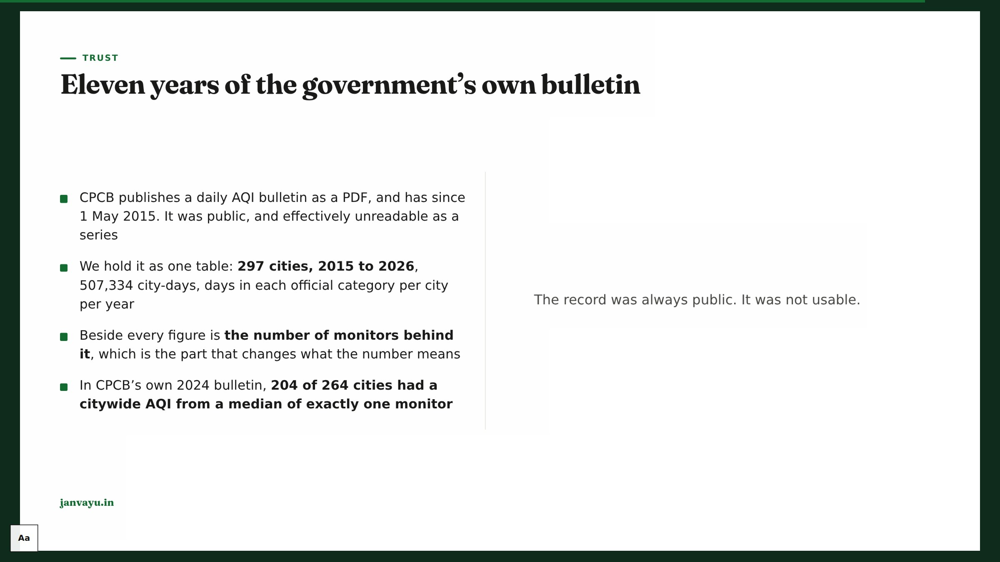 TRUST
Eleven years of the government’s own bulletin
CPCB publishes a daily AQI bulletin as a PDF, and has since
1 May 2015. It was public, and effectively unreadable as a
series
We hold it as one table: 297 cities, 2015 to 2026,
507,334 city-days, days in each official category per city
per year
Beside every figure is the number of monitors behind
it, which is the part that changes what the number means
In CPCB’s own 2024 bulletin, 204 of 264 cities had a
citywide AQI from a median of exactly one monitor
The record was always public. It was not usable.
janvayu.in
Aa